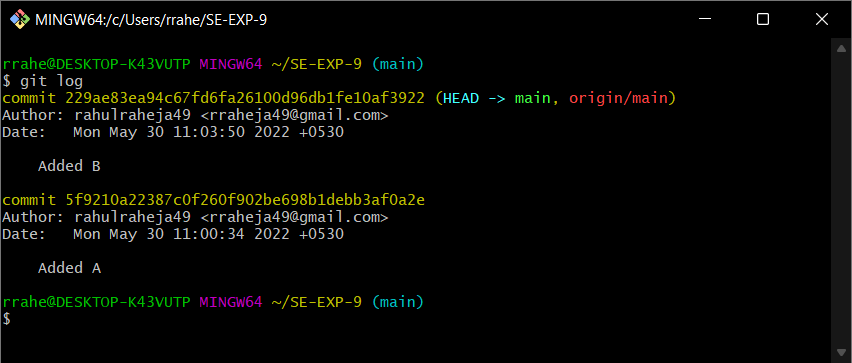 MINGW64:/c/Users/rrahe/SE-EXP-9
rrahe@DESKTOP-K43VUTP MINGW64 ~/SE-EXP-9 (main)
$ git log
commit 229ae83ea94c67fd6fa26100d96db1fe10af3922 (HEAD -> main, origin/main)
Author: rahulraheja49 <rraheja49@gmail.com>
Date:   Mon May 30 11:03:50 2022 +0530
    Added B
commit 5f9210a22387c0f260f902be698b1debb3af0a2e
Author: rahulraheja49 <rraheja49@gmail.com>
Date:   Mon May 30 11:00:34 2022 +0530
    Added A
rrahe@DESKTOP-K43VUTP MINGW64 ~/SE-EXP-9 (main)
$